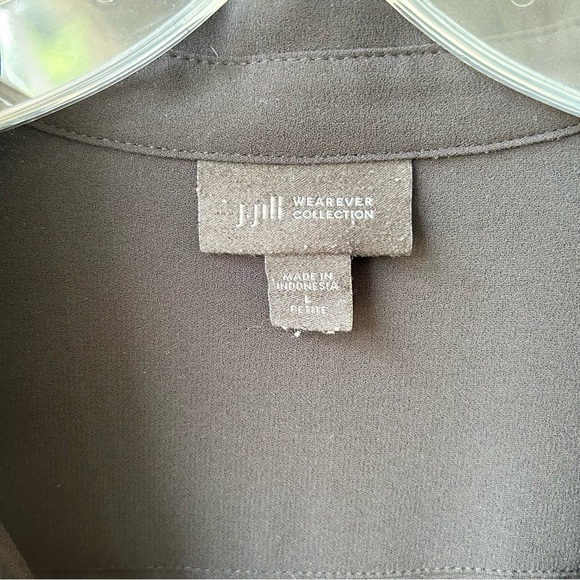 J.Jill WEAREVER
COLLECTION
MADE IN
INDONESIA
L
PETITE